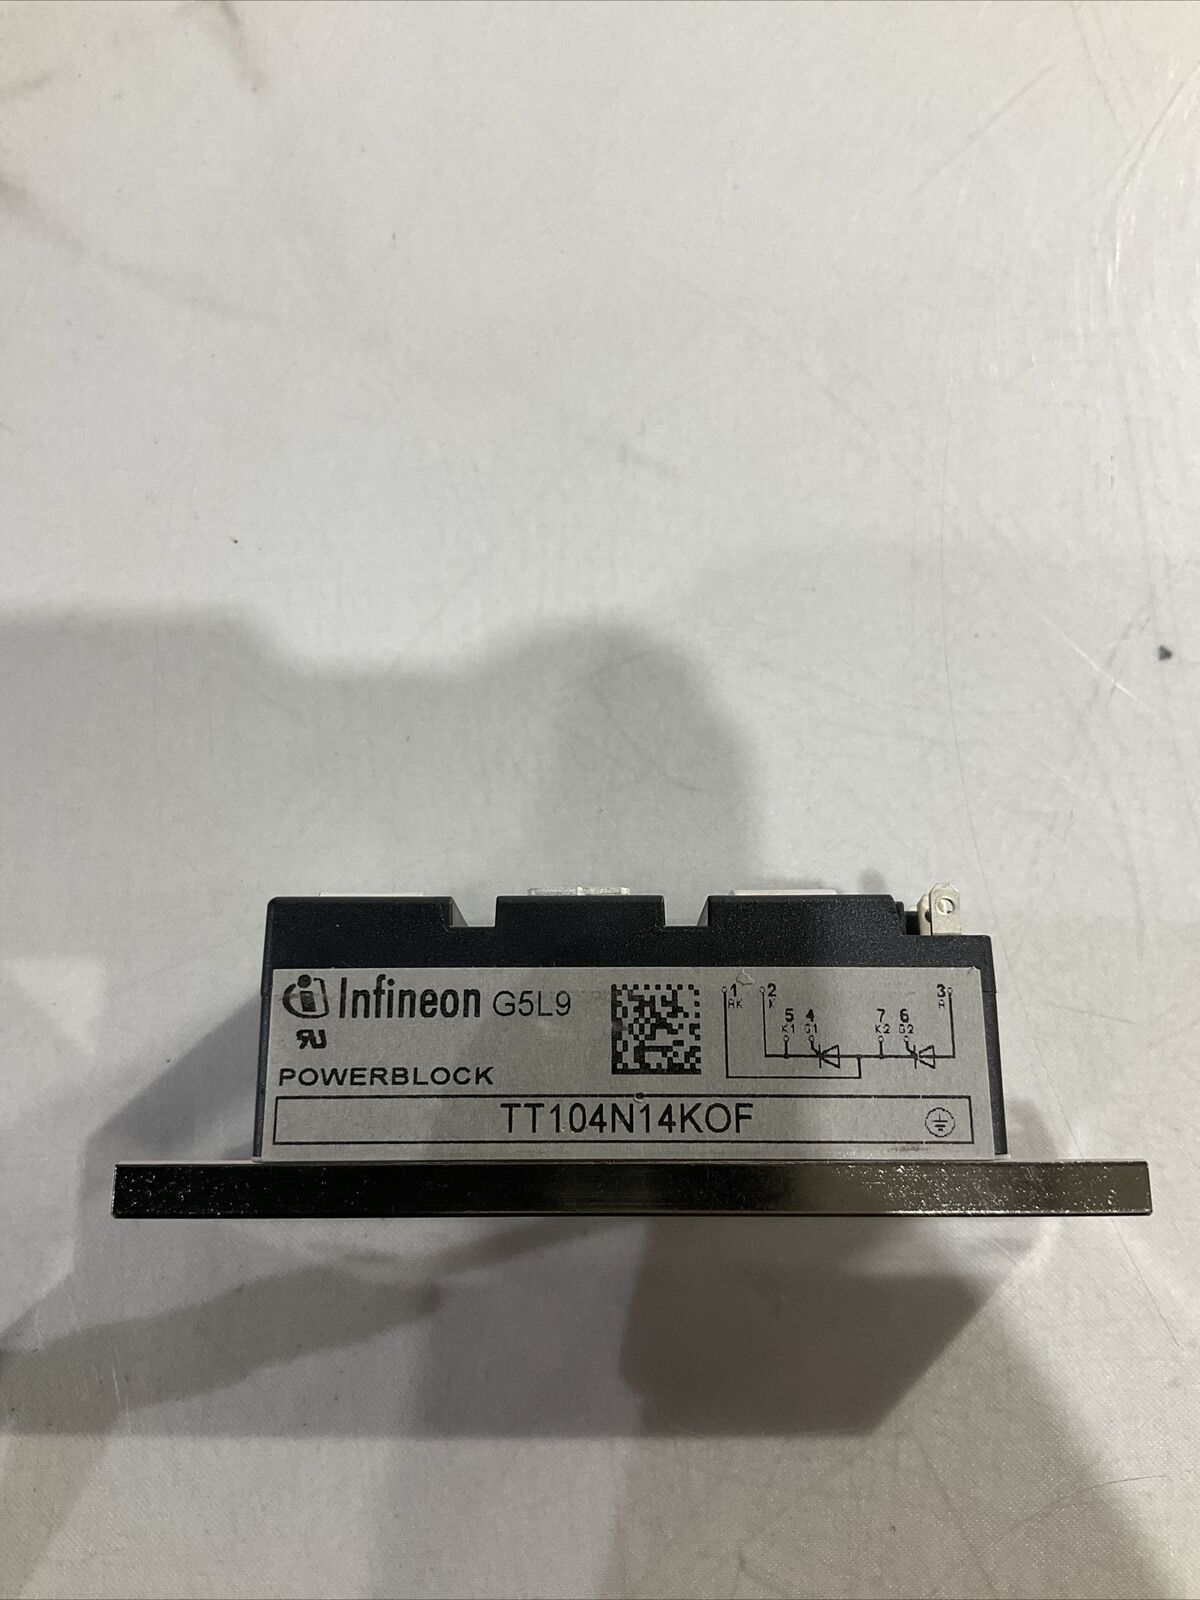 Infineon G5L9
POWERBLOCK
TT104N14KOF
1 2 3
AK K A
5 4 7 6
K1 G1 K2 G2